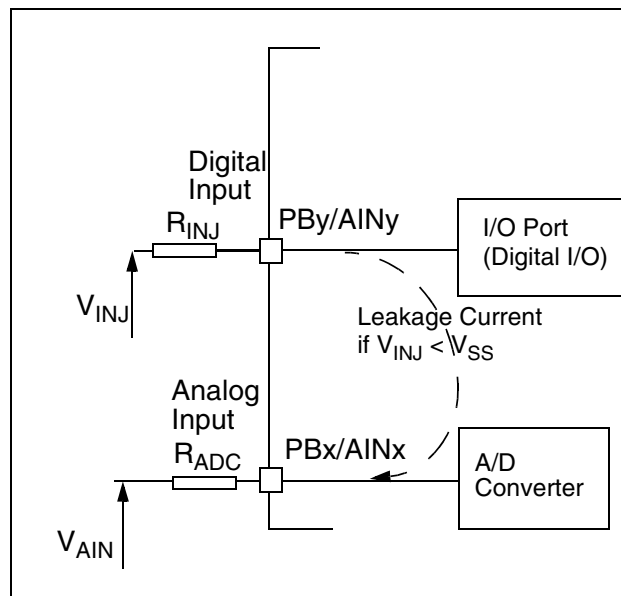 Digital
Input
R_INJ
PBy/AINy
I/O Port
(Digital I/O)
V_INJ
Leakage Current
if V_INJ < V_SS
Analog
Input
R_ADC
PBx/AINx
A/D
Converter
V_AIN